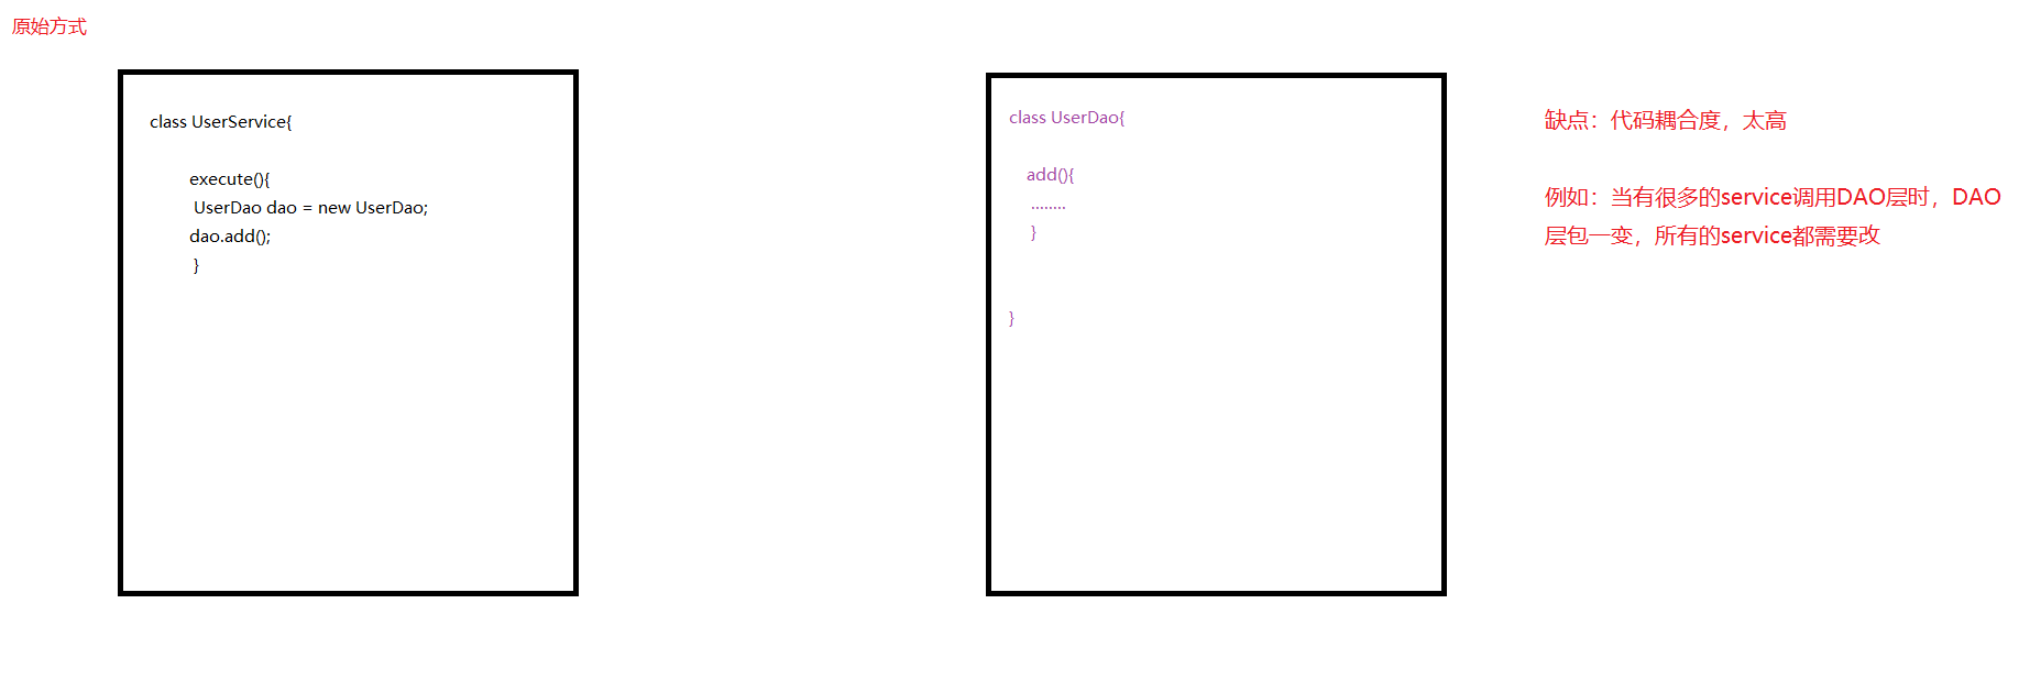 原始方式
class UserService{
execute(){
UserDao dao = new UserDao;
dao.add();
}
class UserDao{
add(){
........
}
}
缺点：代码耦合度，太高
例如：当有很多的service调用DAO层时，DAO
层包一变，所有的service都需要改